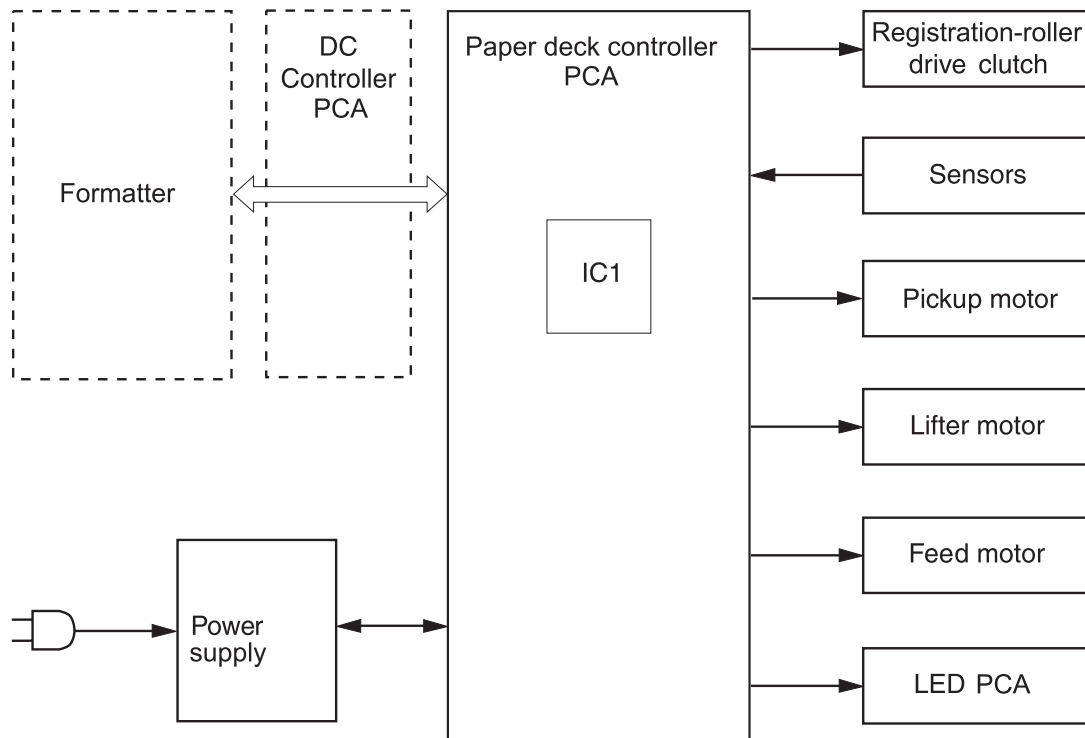 Formatter
DC
Controller
PCA
Paper deck controller
PCA
IC1
Power
supply
Registration-roller
drive clutch
Sensors
Pickup motor
Lifter motor
Feed motor
LED PCA